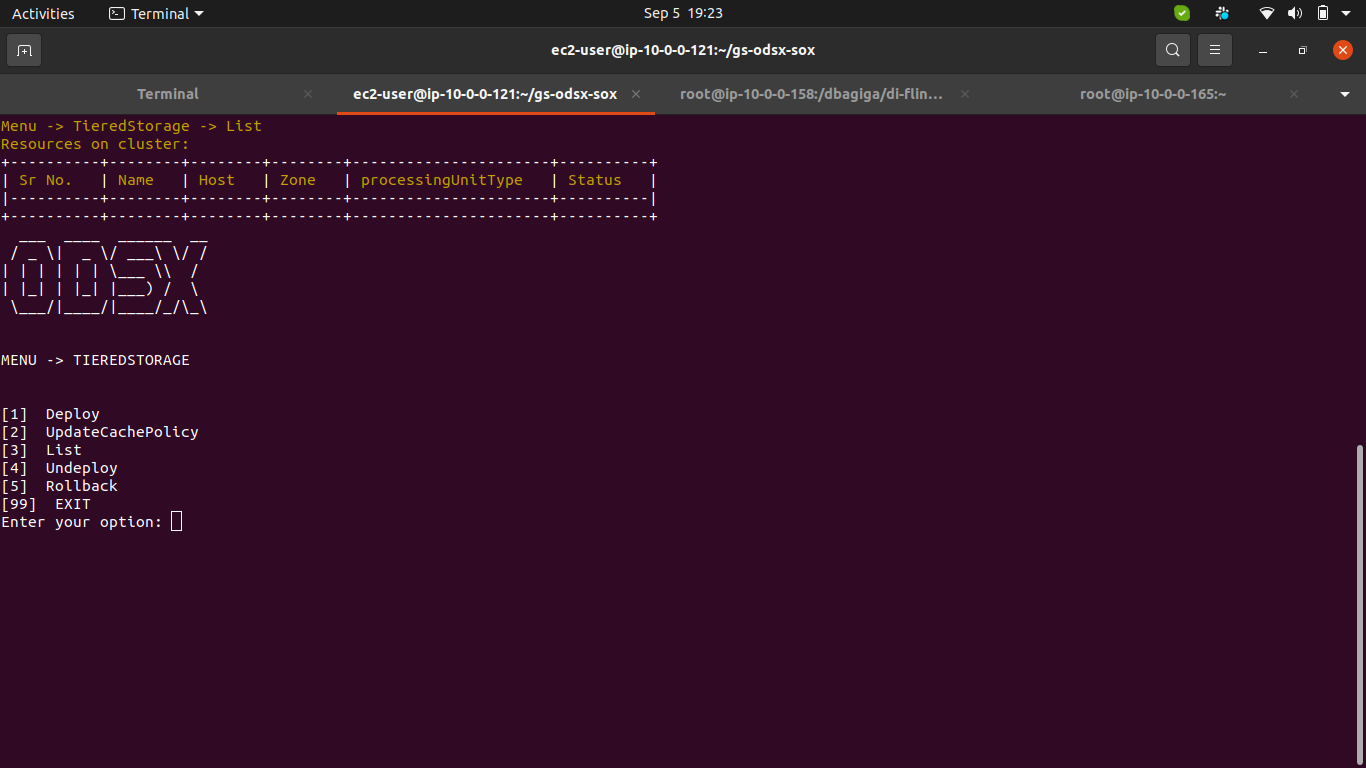 Activities Terminal Sep 5 19:23
ec2-user@ip-10-0-0-121:~/gs-odsx-sox
Terminal × ec2-user@ip-10-0-0-121:~/gs-odsx-sox × root@ip-10-0-0-158:/dbagiga/di-flin... × root@ip-10-0-0-165:~ ×
Menu -> TieredStorage -> List
Resources on cluster:
+----------+--------+--------+--------+----------------------+----------+
| Sr No.   | Name   | Host   | Zone   | processingUnitType   | Status   |
|----------+--------+--------+--------+----------------------+----------|
+----------+--------+--------+--------+----------------------+----------+
  ___  ____  ______  __
 / _ \|  _ \/ ___\ \/ /
| | | | | | \___ \\  /
| |_| | |_| |___) /  \
 \___/|____/|____/_/\_\
MENU -> TIEREDSTORAGE
[1]  Deploy
[2]  UpdateCachePolicy
[3]  List
[4]  Undeploy
[5]  Rollback
[99]  EXIT
Enter your option: